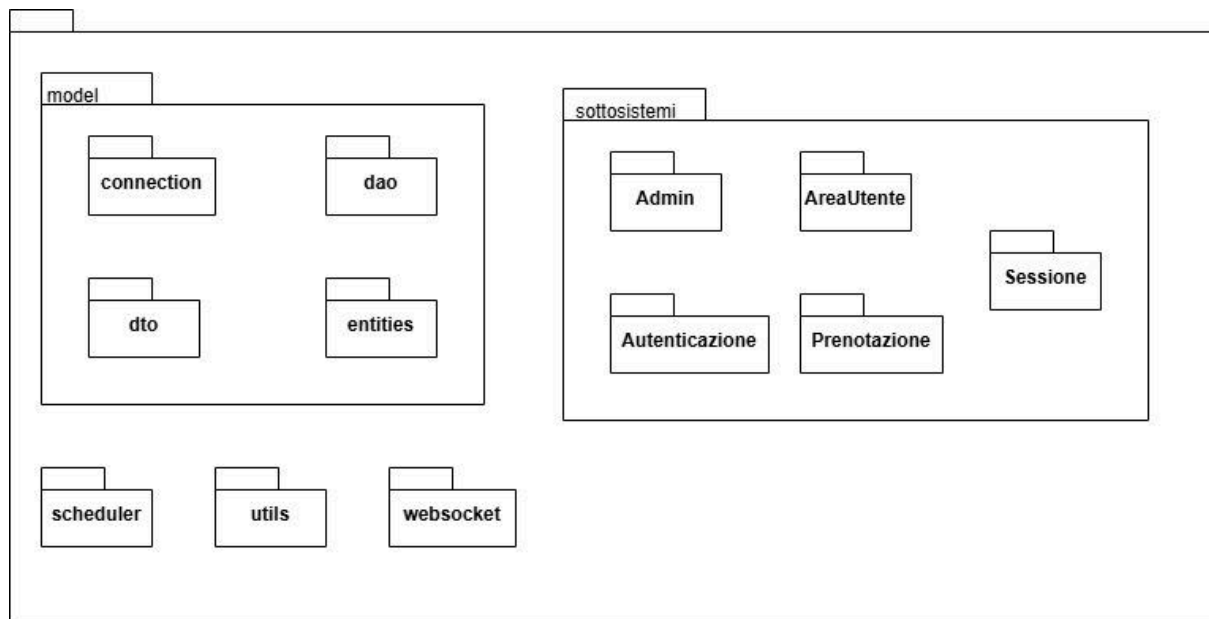 model
connection
dao
dto
entities
sottosistemi
Admin
AreaUtente
Sessione
Autenticazione
Prenotazione
scheduler
utils
websocket